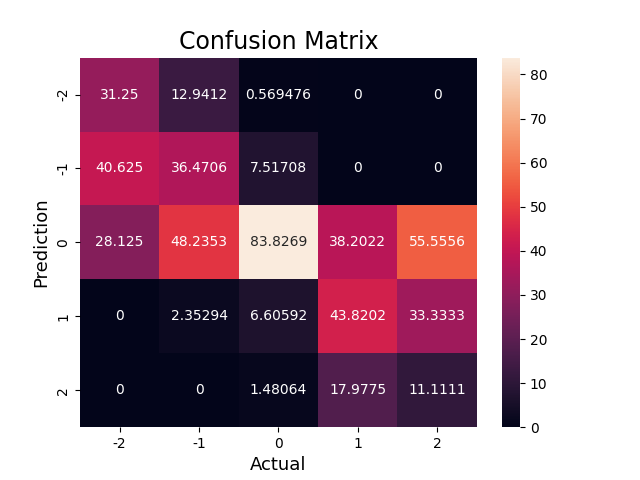 Confusion Matrix
-2 31.25 12.9412 0.569476 0 0
-1 40.625 36.4706 7.51708 0 0
0 28.125 48.2353 83.8269 38.2022 55.5556
1 0 2.35294 6.60592 43.8202 33.3333
2 0 0 1.48064 17.9775 11.1111
-2 -1 0 1 2
Prediction
Actual
80
70
60
50
40
30
20
10
0